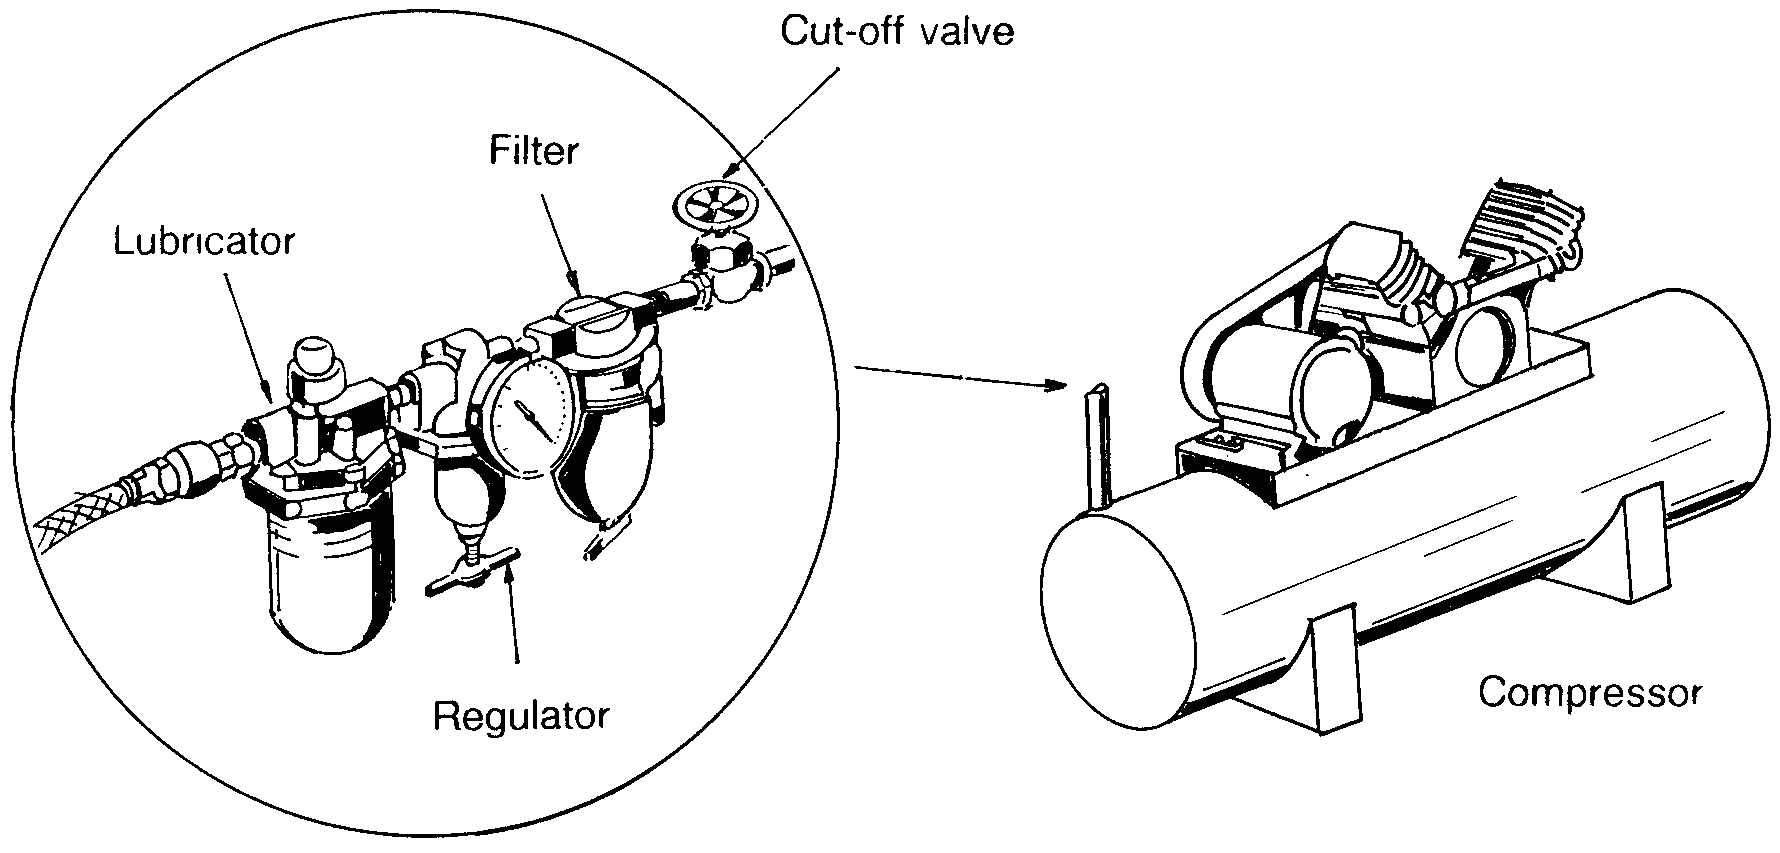 Cut-off valve
Filter
Lubricator
Regulator
Compressor